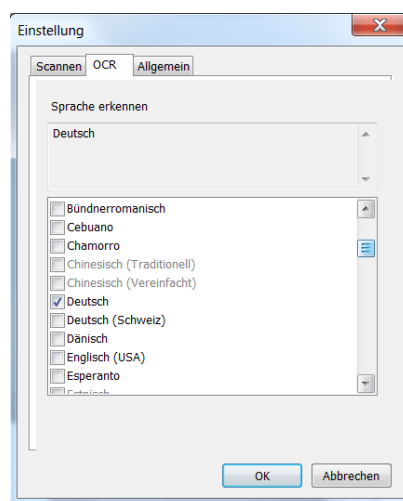 Einstellung
Scannen OCR Allgemein
Sprache erkennen
Deutsch
Bündnerromanisch
Cebuano
Chamorro
Chinesisch (Traditionell)
Chinesisch (Vereinfacht)
Deutsch
Deutsch (Schweiz)
Dänisch
Englisch (USA)
Esperanto
OK Abbrechen